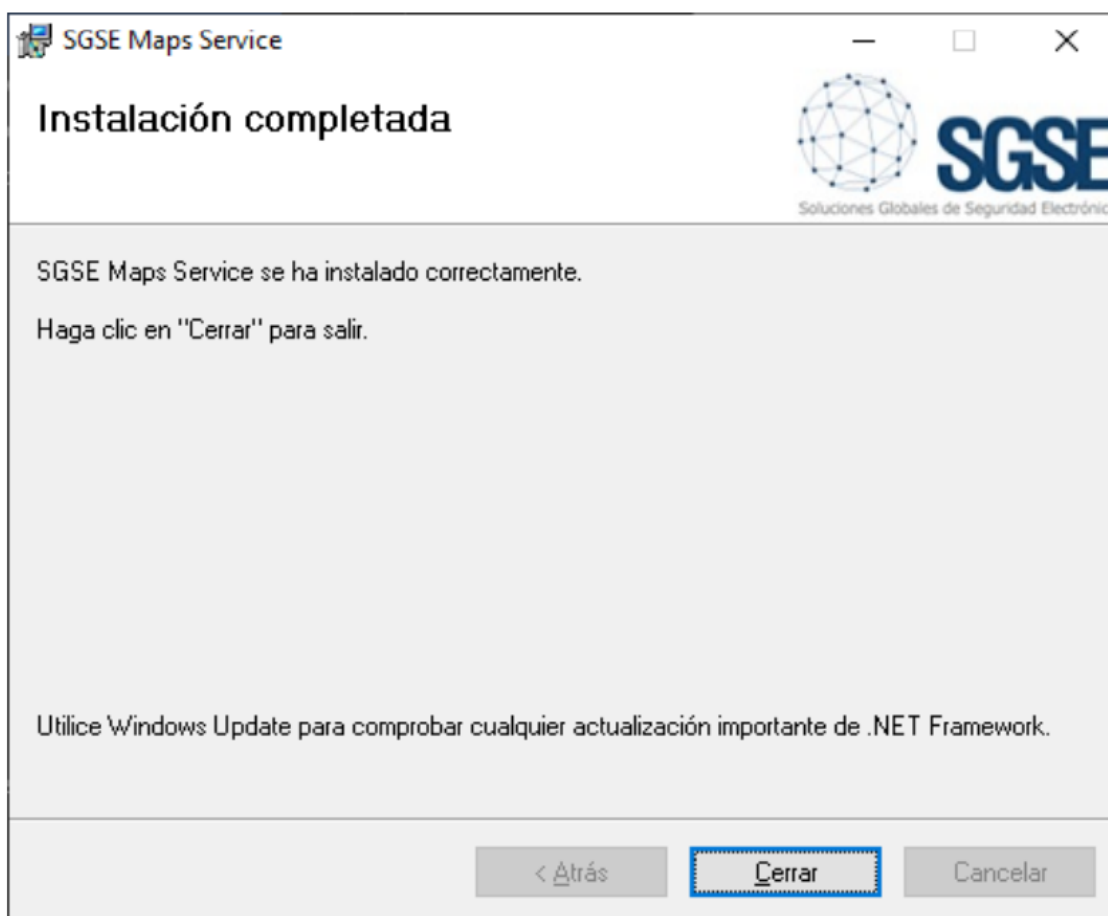 SGSE Maps Service
Instalación completada
SGSE
Soluciones Globales de Seguridad Electrónic
SGSE Maps Service se ha instalado correctamente.
Haga clic en "Cerrar" para salir.
Utilice Windows Update para comprobar cualquier actualización importante de .NET Framework.
< Atrás
Cerrar
Cancelar